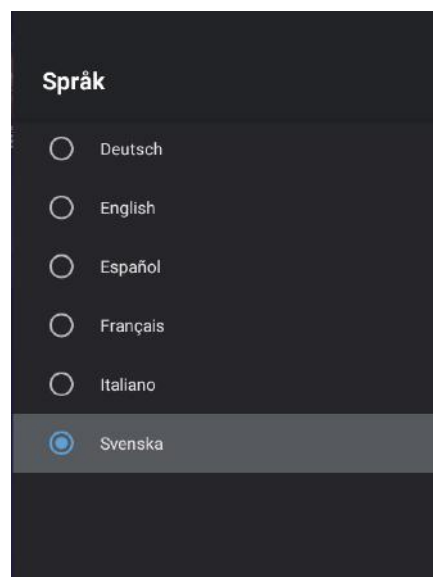 Språk
Deutsch
English
Español
Français
Italiano
Svenska